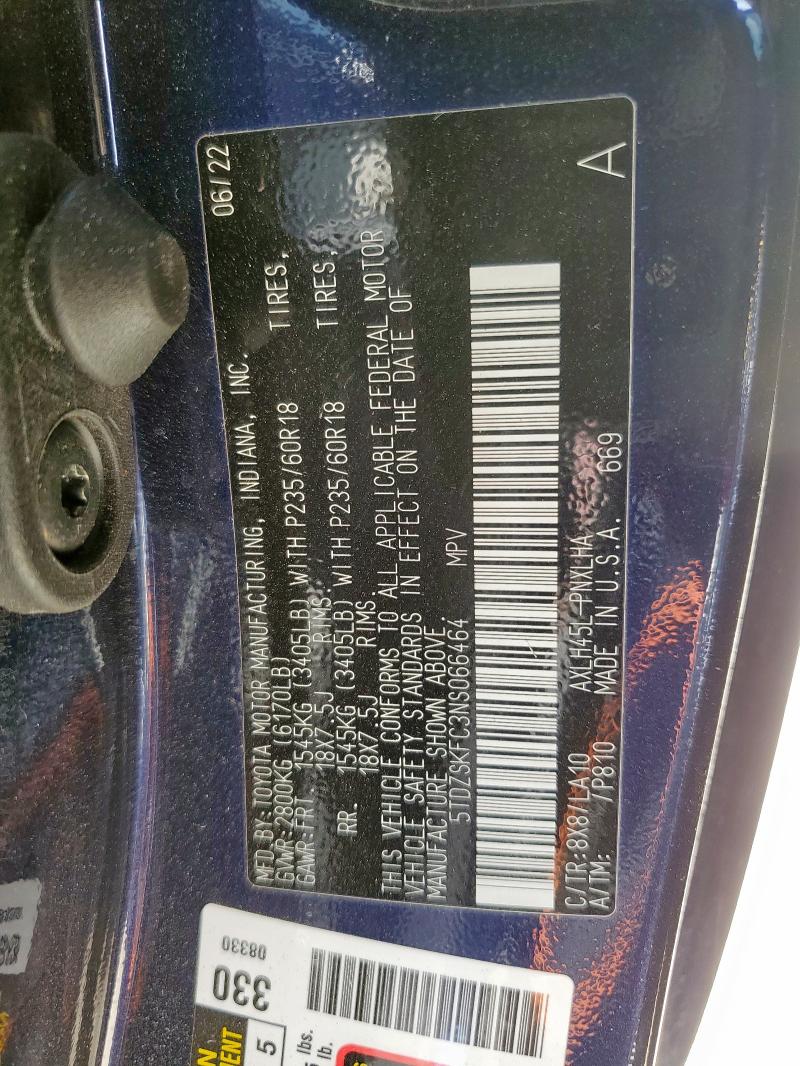 MFD.BY:TOYOTA MOTOR MANUFACTURING, INDIANA, INC. 06/22
GVWR:2800KG (6170LB)
GAWR:FRT. 1545KG (3405LB) WITH P235/60R18 TIRES,
18X7.5J RIMS,
RR. 1545KG (3405LB) WITH P235/60R18 TIRES,
18X7.5J RIMS
THIS VEHICLE CONFORMS TO ALL APPLICABLE FEDERAL MOTOR
VEHICLE SAFETY STANDARDS IN EFFECT ON THE DATE OF
MANUFACTURE SHOWN ABOVE.
5TDZSKFC3NS066464 MPV
C/TR:8X8/LA10 AXLH45L-PNXLHA
A/TM: /P810 MADE IN U.S.A. 669
A
330
08330
5
lbs.
lb.